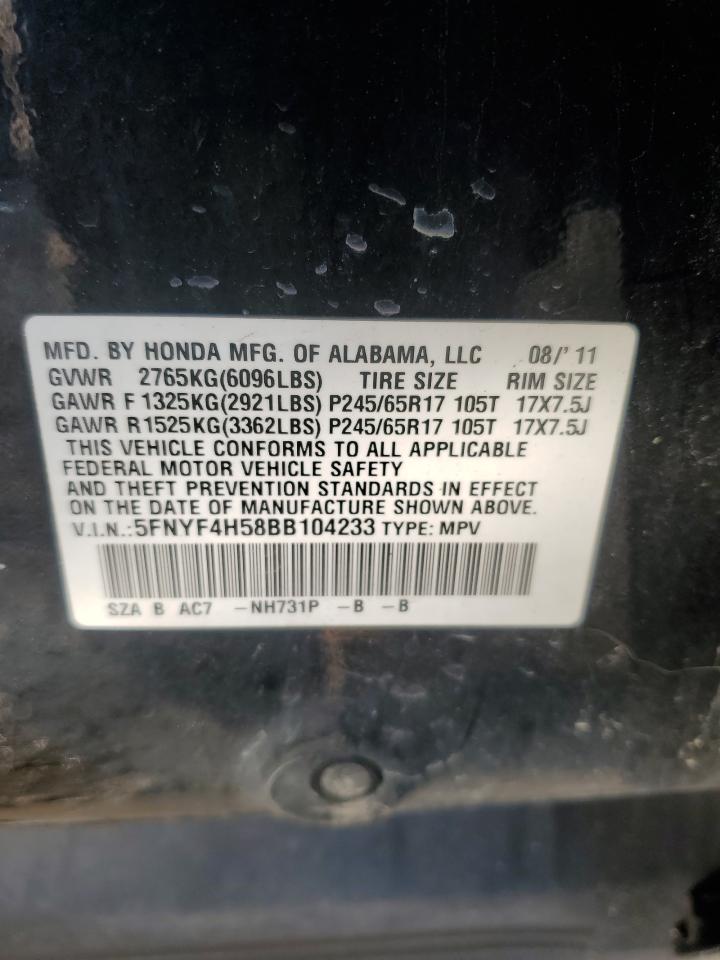 MFD. BY HONDA MFG. OF ALABAMA, LLC 08/'11
GVWR 2765KG(6096LBS) TIRE SIZE RIM SIZE
GAWR F1325KG(2921LBS) P245/65R17 105T 17X7.5J
GAWR R1525KG(3362LBS) P245/65R17 105T 17X7.5J
THIS VEHICLE CONFORMS TO ALL APPLICABLE
FEDERAL MOTOR VEHICLE SAFETY
AND THEFT PREVENTION STANDARDS IN EFFECT
ON THE DATE OF MANUFACTURE SHOWN ABOVE.
V.I.N.:5FNYF4H58BB104233 TYPE: MPV
SZA B AC7 -NH731P -B -B